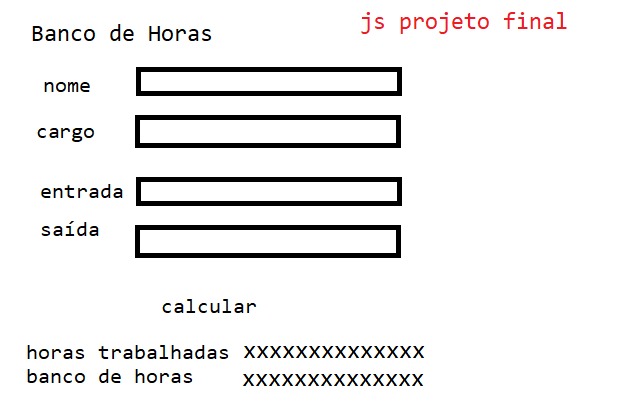 js projeto final
Banco de Horas
nome
cargo
entrada
saída
calcular
horas trabalhadas xxxxxxxxxxxxxx
banco de horas xxxxxxxxxxxxxx